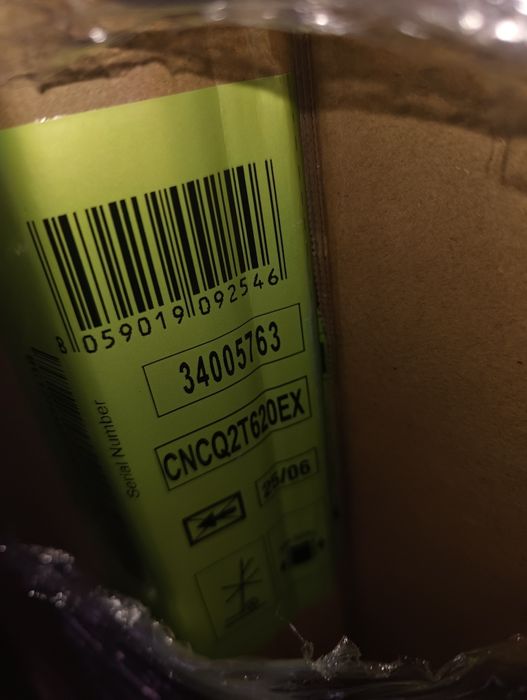 8 059019 092546
34005763
CNCQ2T620EX
25/06
Serial Number